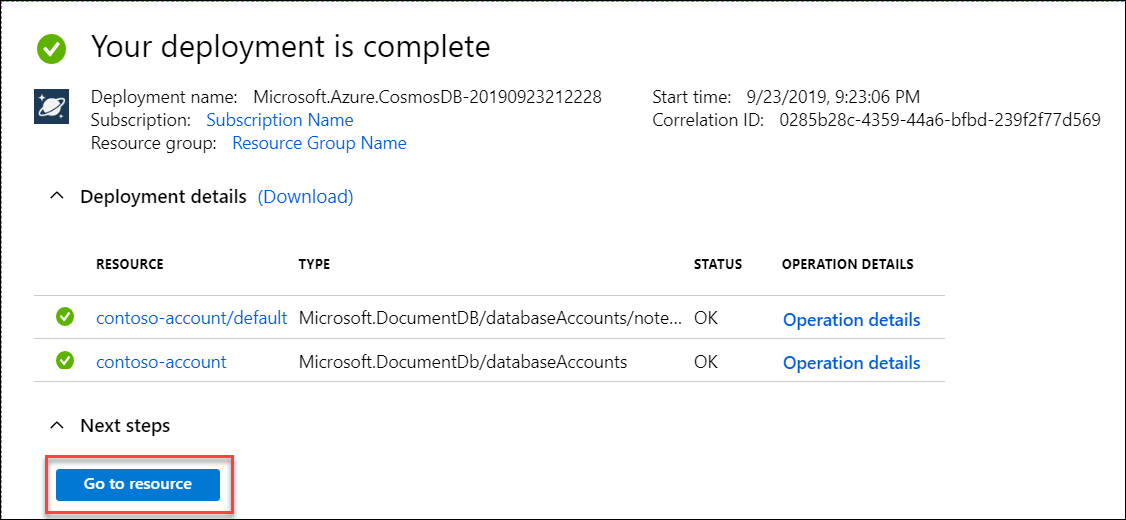 Your deployment is complete
Deployment name: Microsoft.Azure.CosmosDB-20190923212228
Subscription: Subscription Name
Resource group: Resource Group Name
Start time: 9/23/2019, 9:23:06 PM
Correlation ID: 0285b28c-4359-44a6-bfbd-239f2f77d569
Deployment details (Download)
RESOURCE TYPE STATUS OPERATION DETAILS
contoso-account/default Microsoft.DocumentDB/databaseAccounts/note... OK Operation details
contoso-account Microsoft.DocumentDb/databaseAccounts OK Operation details
Next steps
Go to resource